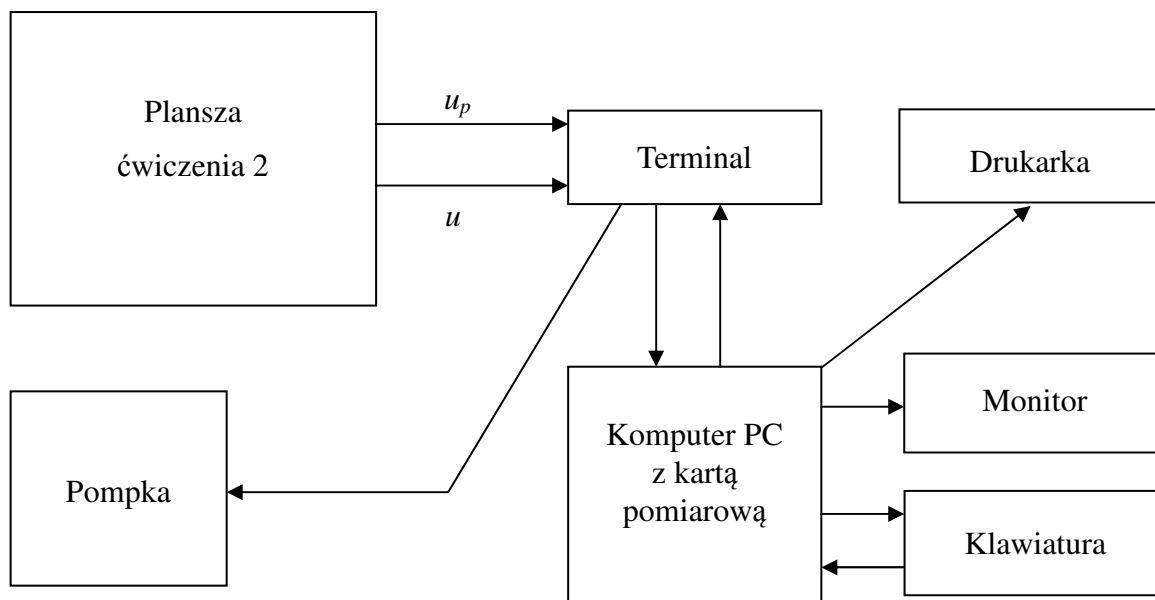 Plansza
ćwiczenia 2
u_p
u
Terminal
Drukarka
Pompka
Komputer PC
z kartą
pomiarową
Monitor
Klawiatura